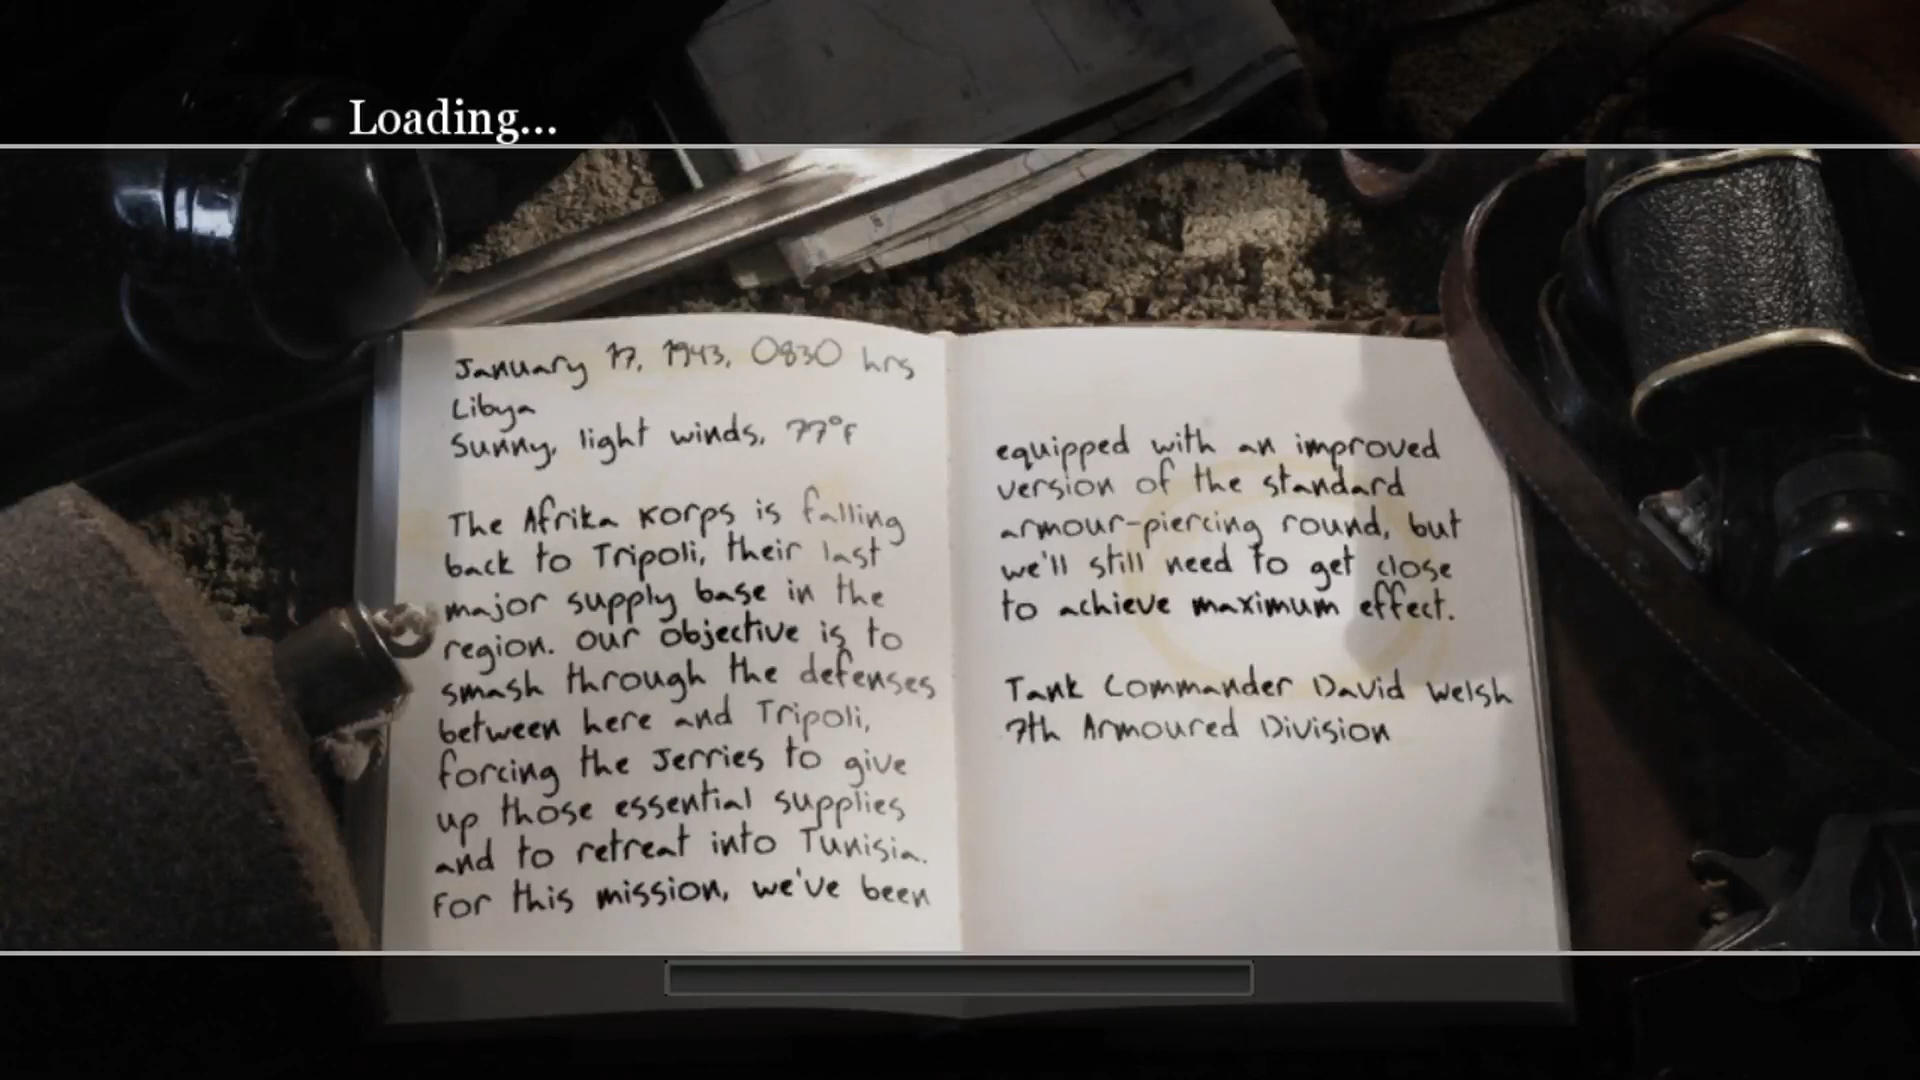 Loading...
January 17, 1943, 0830 hrs
Libya
Sunny, light winds, 77°F
The Afrika Korps is falling
back to Tripoli, their last
major supply base in the
region. Our objective is to
smash through the defenses
between here and Tripoli,
forcing the Jerries to give
up those essential supplies
and to retreat into Tunisia.
For this mission, we've been
equipped with an improved
version of the standard
armour-piercing round, but
we'll still need to get close
to achieve maximum effect.
Tank Commander David Welsh
7th Armoured Division